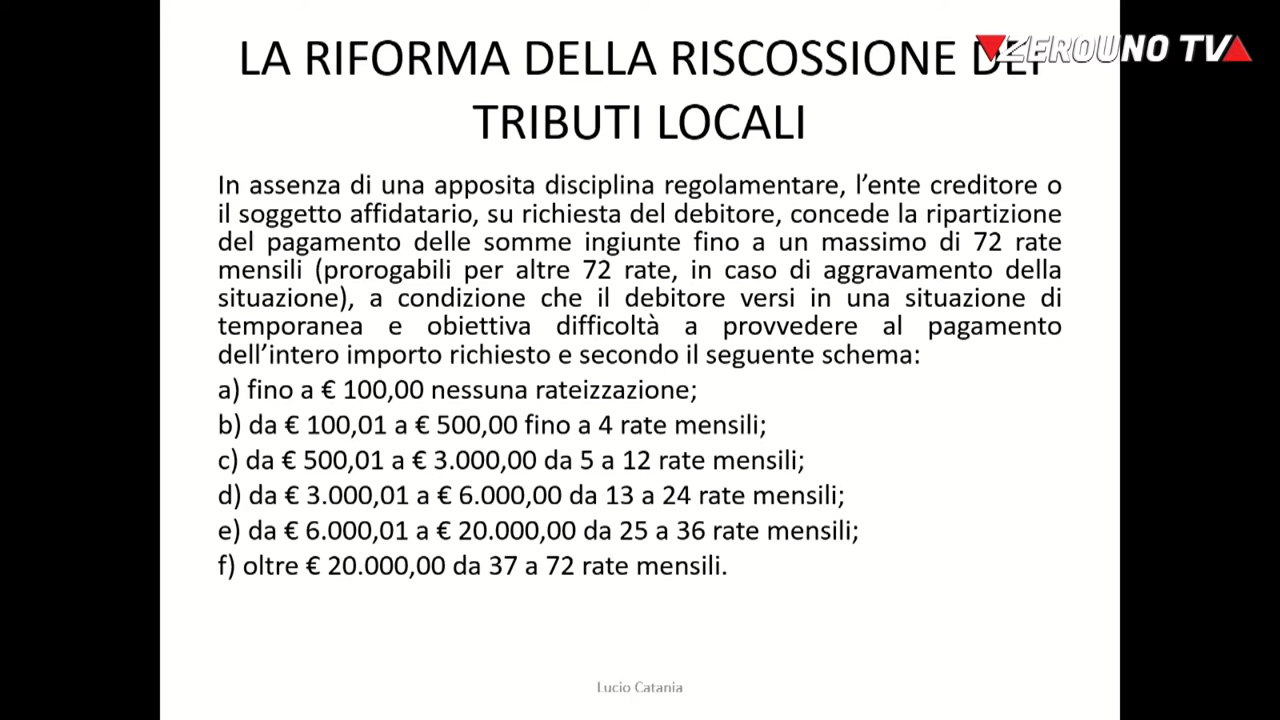 LA RIFORMA DELLA RISCOSSIONE DEI
ZEROUNO TV
TRIBUTI LOCALI
In assenza di una apposita disciplina regolamentare, l’ente creditore o
il soggetto affidatario, su richiesta del debitore, concede la ripartizione
del pagamento delle somme ingiunte fino a un massimo di 72 rate
mensili (prorogabili per altre 72 rate, in caso di aggravamento della
situazione), a condizione che il debitore versi in una situazione di
temporanea e obiettiva difficoltà a provvedere al pagamento
dell’intero importo richiesto e secondo il seguente schema:
a) fino a € 100,00 nessuna rateizzazione;
b) da € 100,01 a € 500,00 fino a 4 rate mensili;
c) da € 500,01 a € 3.000,00 da 5 a 12 rate mensili;
d) da € 3.000,01 a € 6.000,00 da 13 a 24 rate mensili;
e) da € 6.000,01 a € 20.000,00 da 25 a 36 rate mensili;
f) oltre € 20.000,00 da 37 a 72 rate mensili.
Lucio Catania